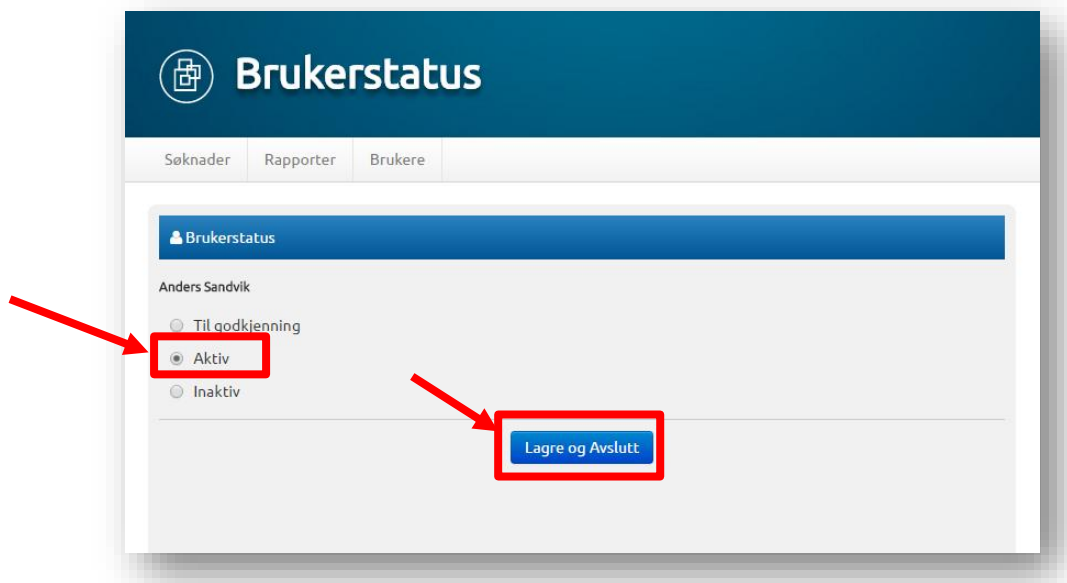 Brukerstatus
Søknader Rapporter Brukere
Brukerstatus
Anders Sandvik
Til godkjenning
Aktiv
Inaktiv
Lagre og Avslutt